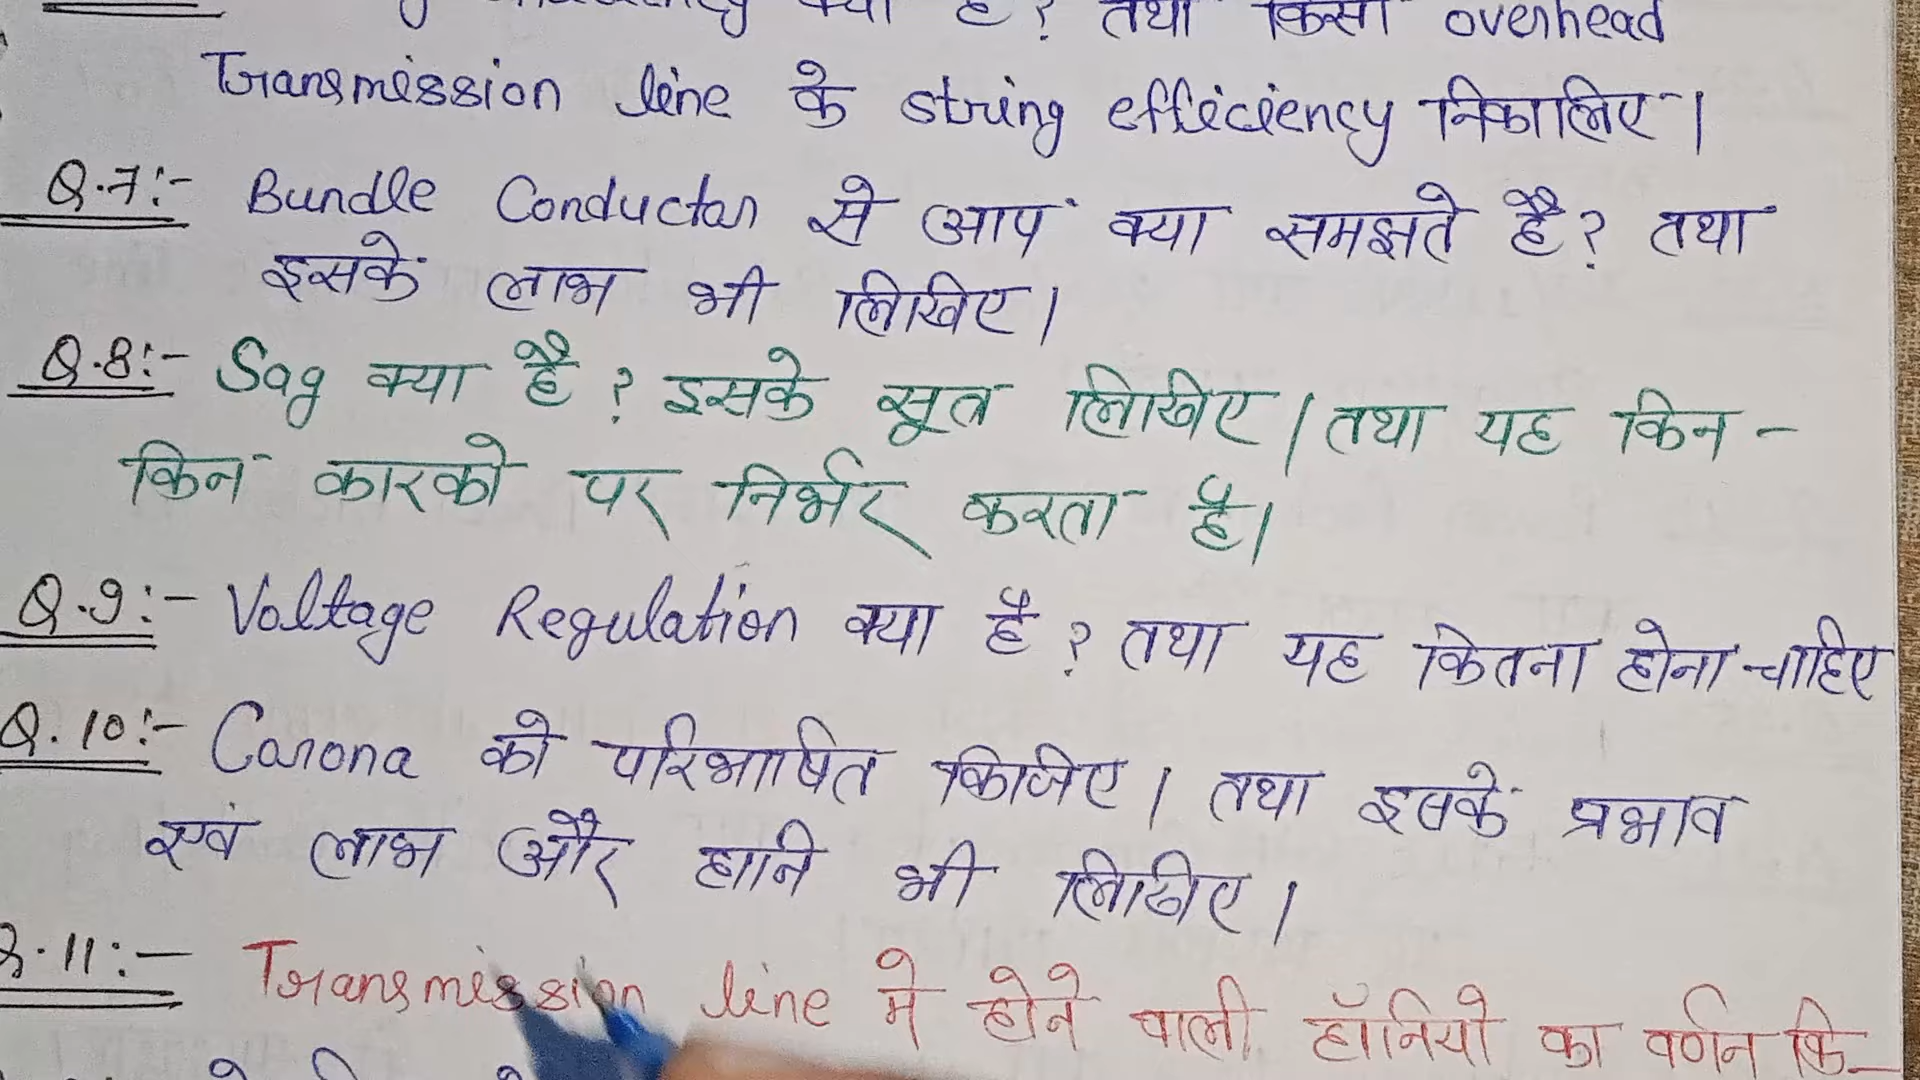 क्या है? तथा किसी overhead
Transmission line के string efficiency निकालिए।
Q.7:- Bundle Conductor से आप क्या समझते है? तथा
इसके लाभ भी लिखिए।
Q.8:- Sag क्या है? इसके सूत्र लिखिए। तथा यह किन-
किन कारको पर निर्भर करता है।
Q.9:- Voltage Regulation क्या है? तथा यह कितना होना चाहिए
Q.10:- Corona को परिभाषित किजिए। तथा इसके प्रभाव
एवं लाभ और हानि भी लिखिए।
Q.11:- Transmission line मे होने वाली हॉनियो का वर्णन कि-